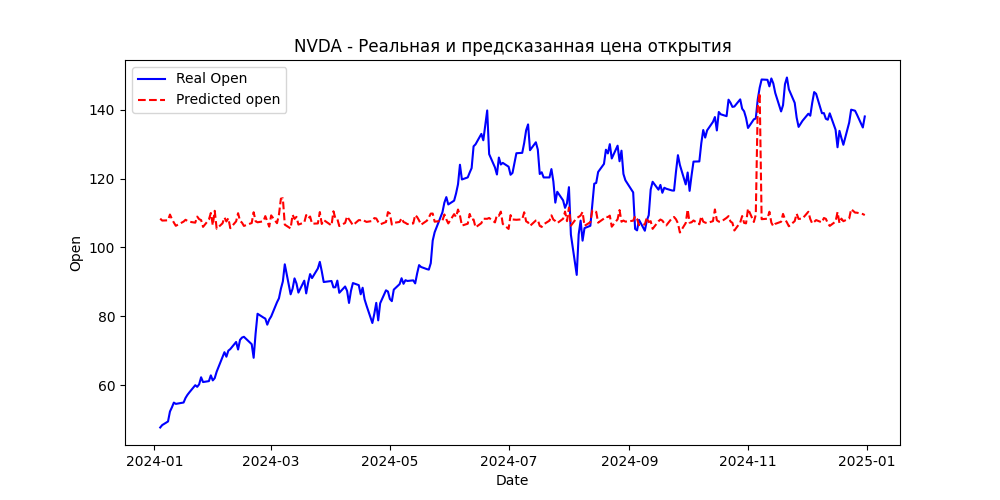 NVDA - Реальная и предсказанная цена открытия
Real Open
Predicted open
Open
140
120
100
80
60
2024-01 2024-03 2024-05 2024-07 2024-09 2024-11 2025-01
Date